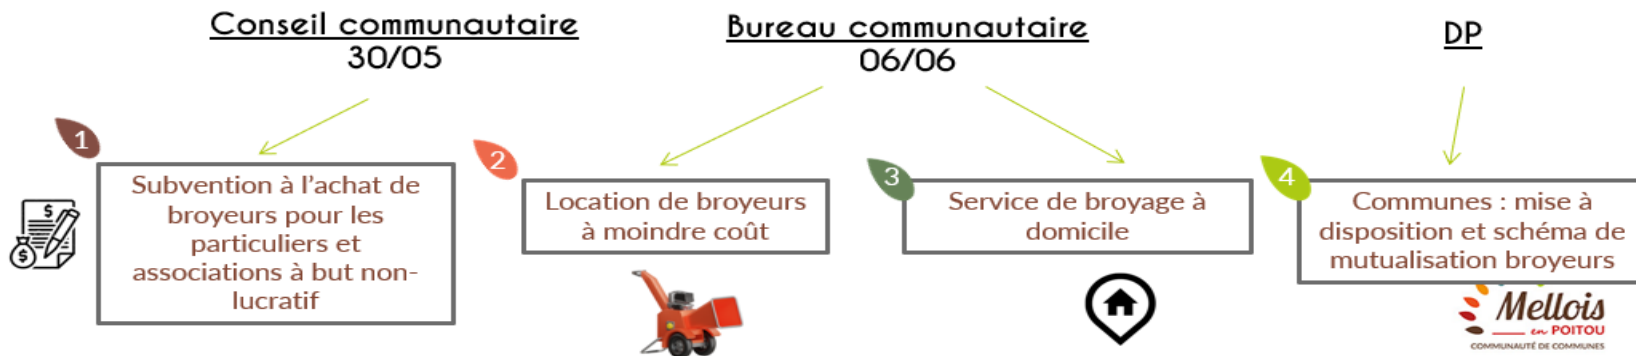 Conseil communautaire
30/05
Bureau communautaire
06/06
DP
1
Subvention à l'achat de
broyeurs pour les
particuliers et
associations à but non-
lucratif
$
$
2
Location de broyeurs
à moindre coût
3
Service de broyage à
domicile
4
Communes : mise à
disposition et schéma de
mutualisation broyeurs
Mellois
en POITOU
COMMUNAUTÉ DE COMMUNES